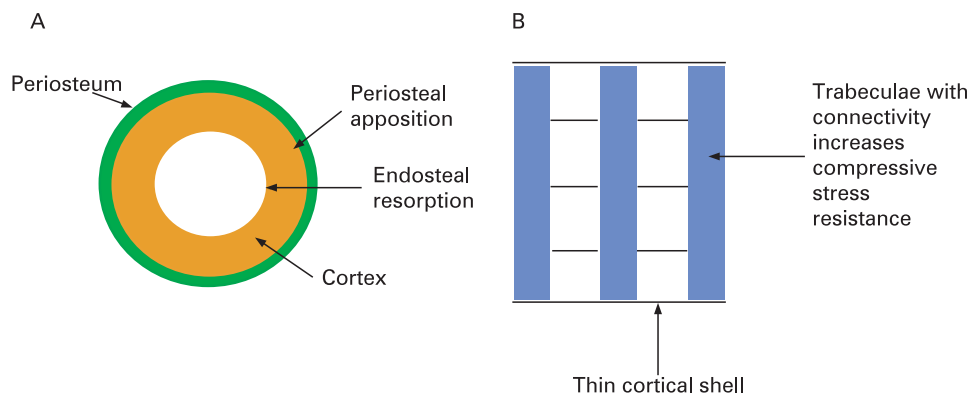 A
Periosteum
Periosteal
apposition
Endosteal
resorption
Cortex
B
Trabeculae with
connectivity
increases
compressive
stress
resistance
Thin cortical shell